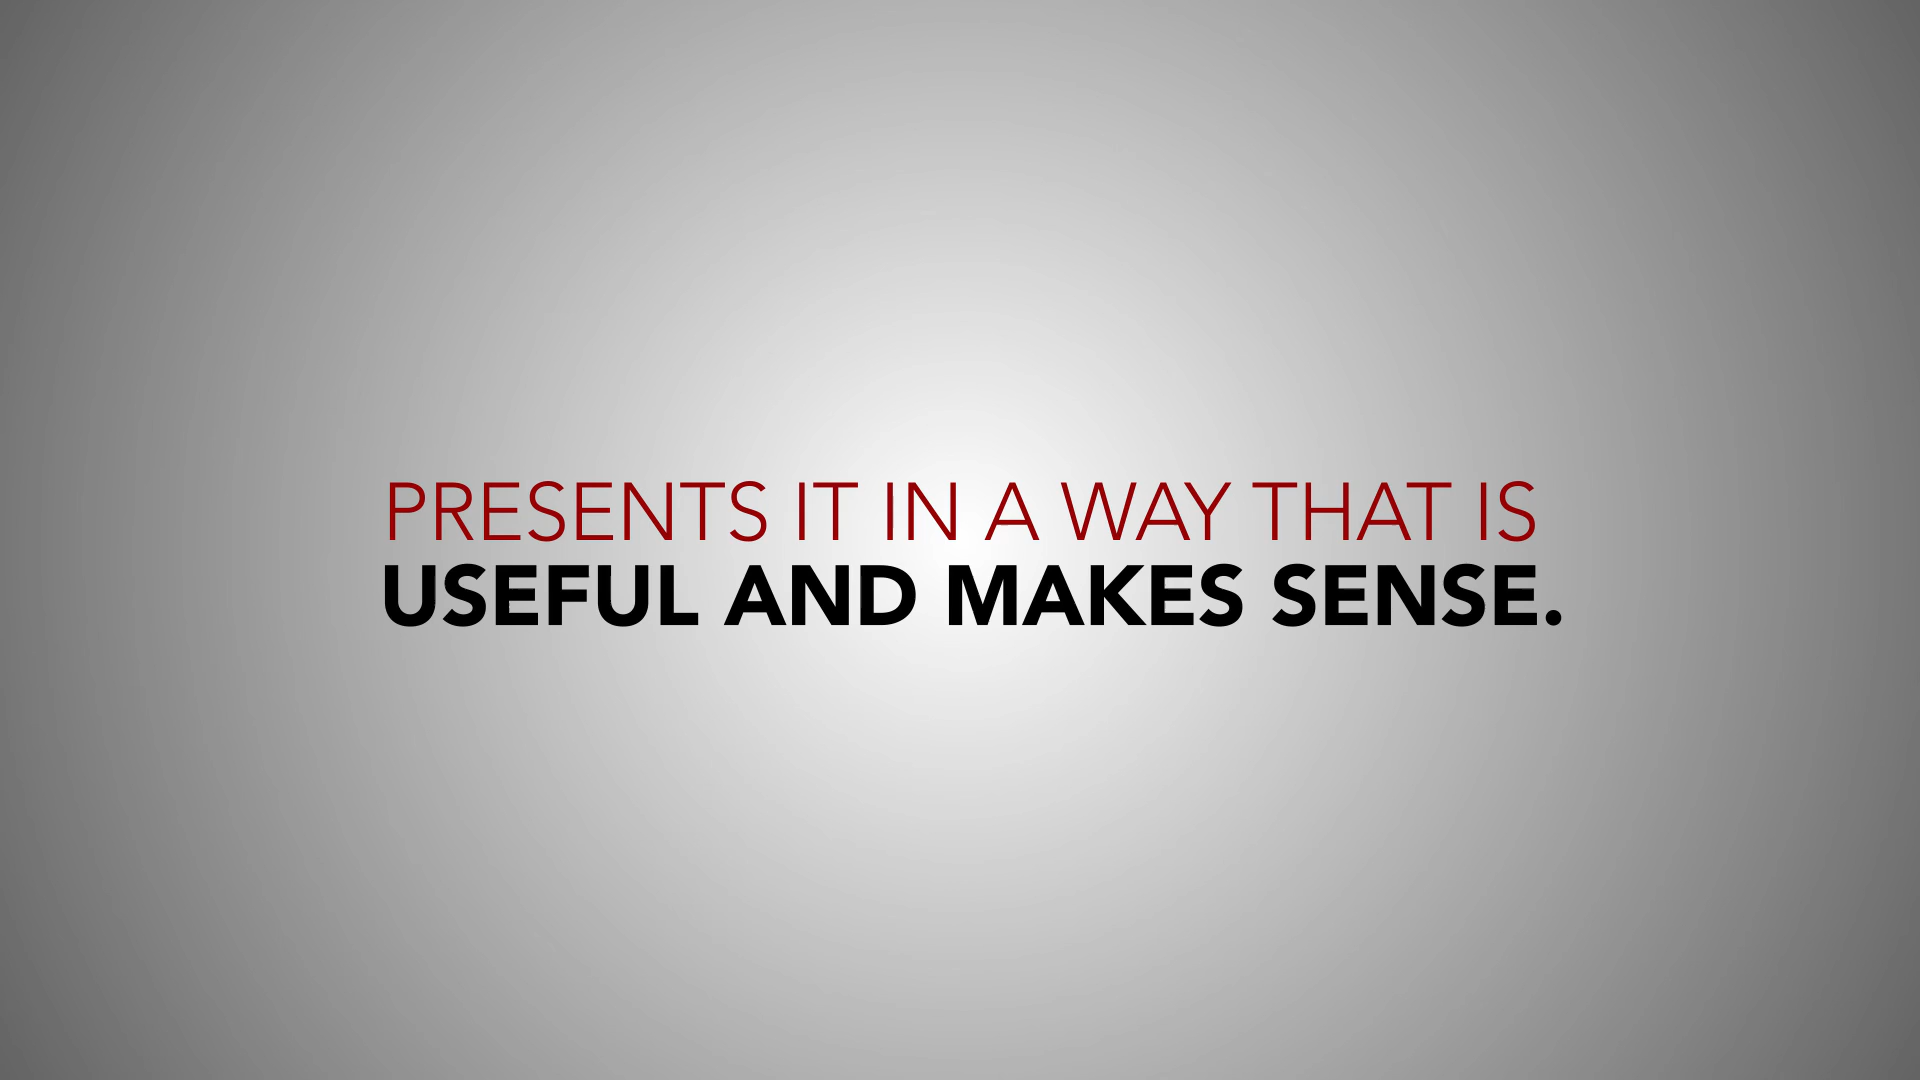 PRESENTS IT IN A WAY THAT IS
USEFUL AND MAKES SENSE.